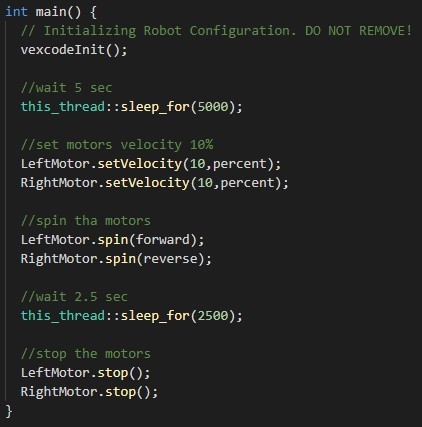 int main() {
// Initializing Robot Configuration. DO NOT REMOVE!
vexcodeInit();
//wait 5 sec
this_thread::sleep_for(5000);
//set motors velocity 10%
LeftMotor.setVelocity(10,percent);
RightMotor.setVelocity(10,percent);
//spin tha motors
LeftMotor.spin(forward);
RightMotor.spin(reverse);
//wait 2.5 sec
this_thread::sleep_for(2500);
//stop the motors
LeftMotor.stop();
RightMotor.stop();
}